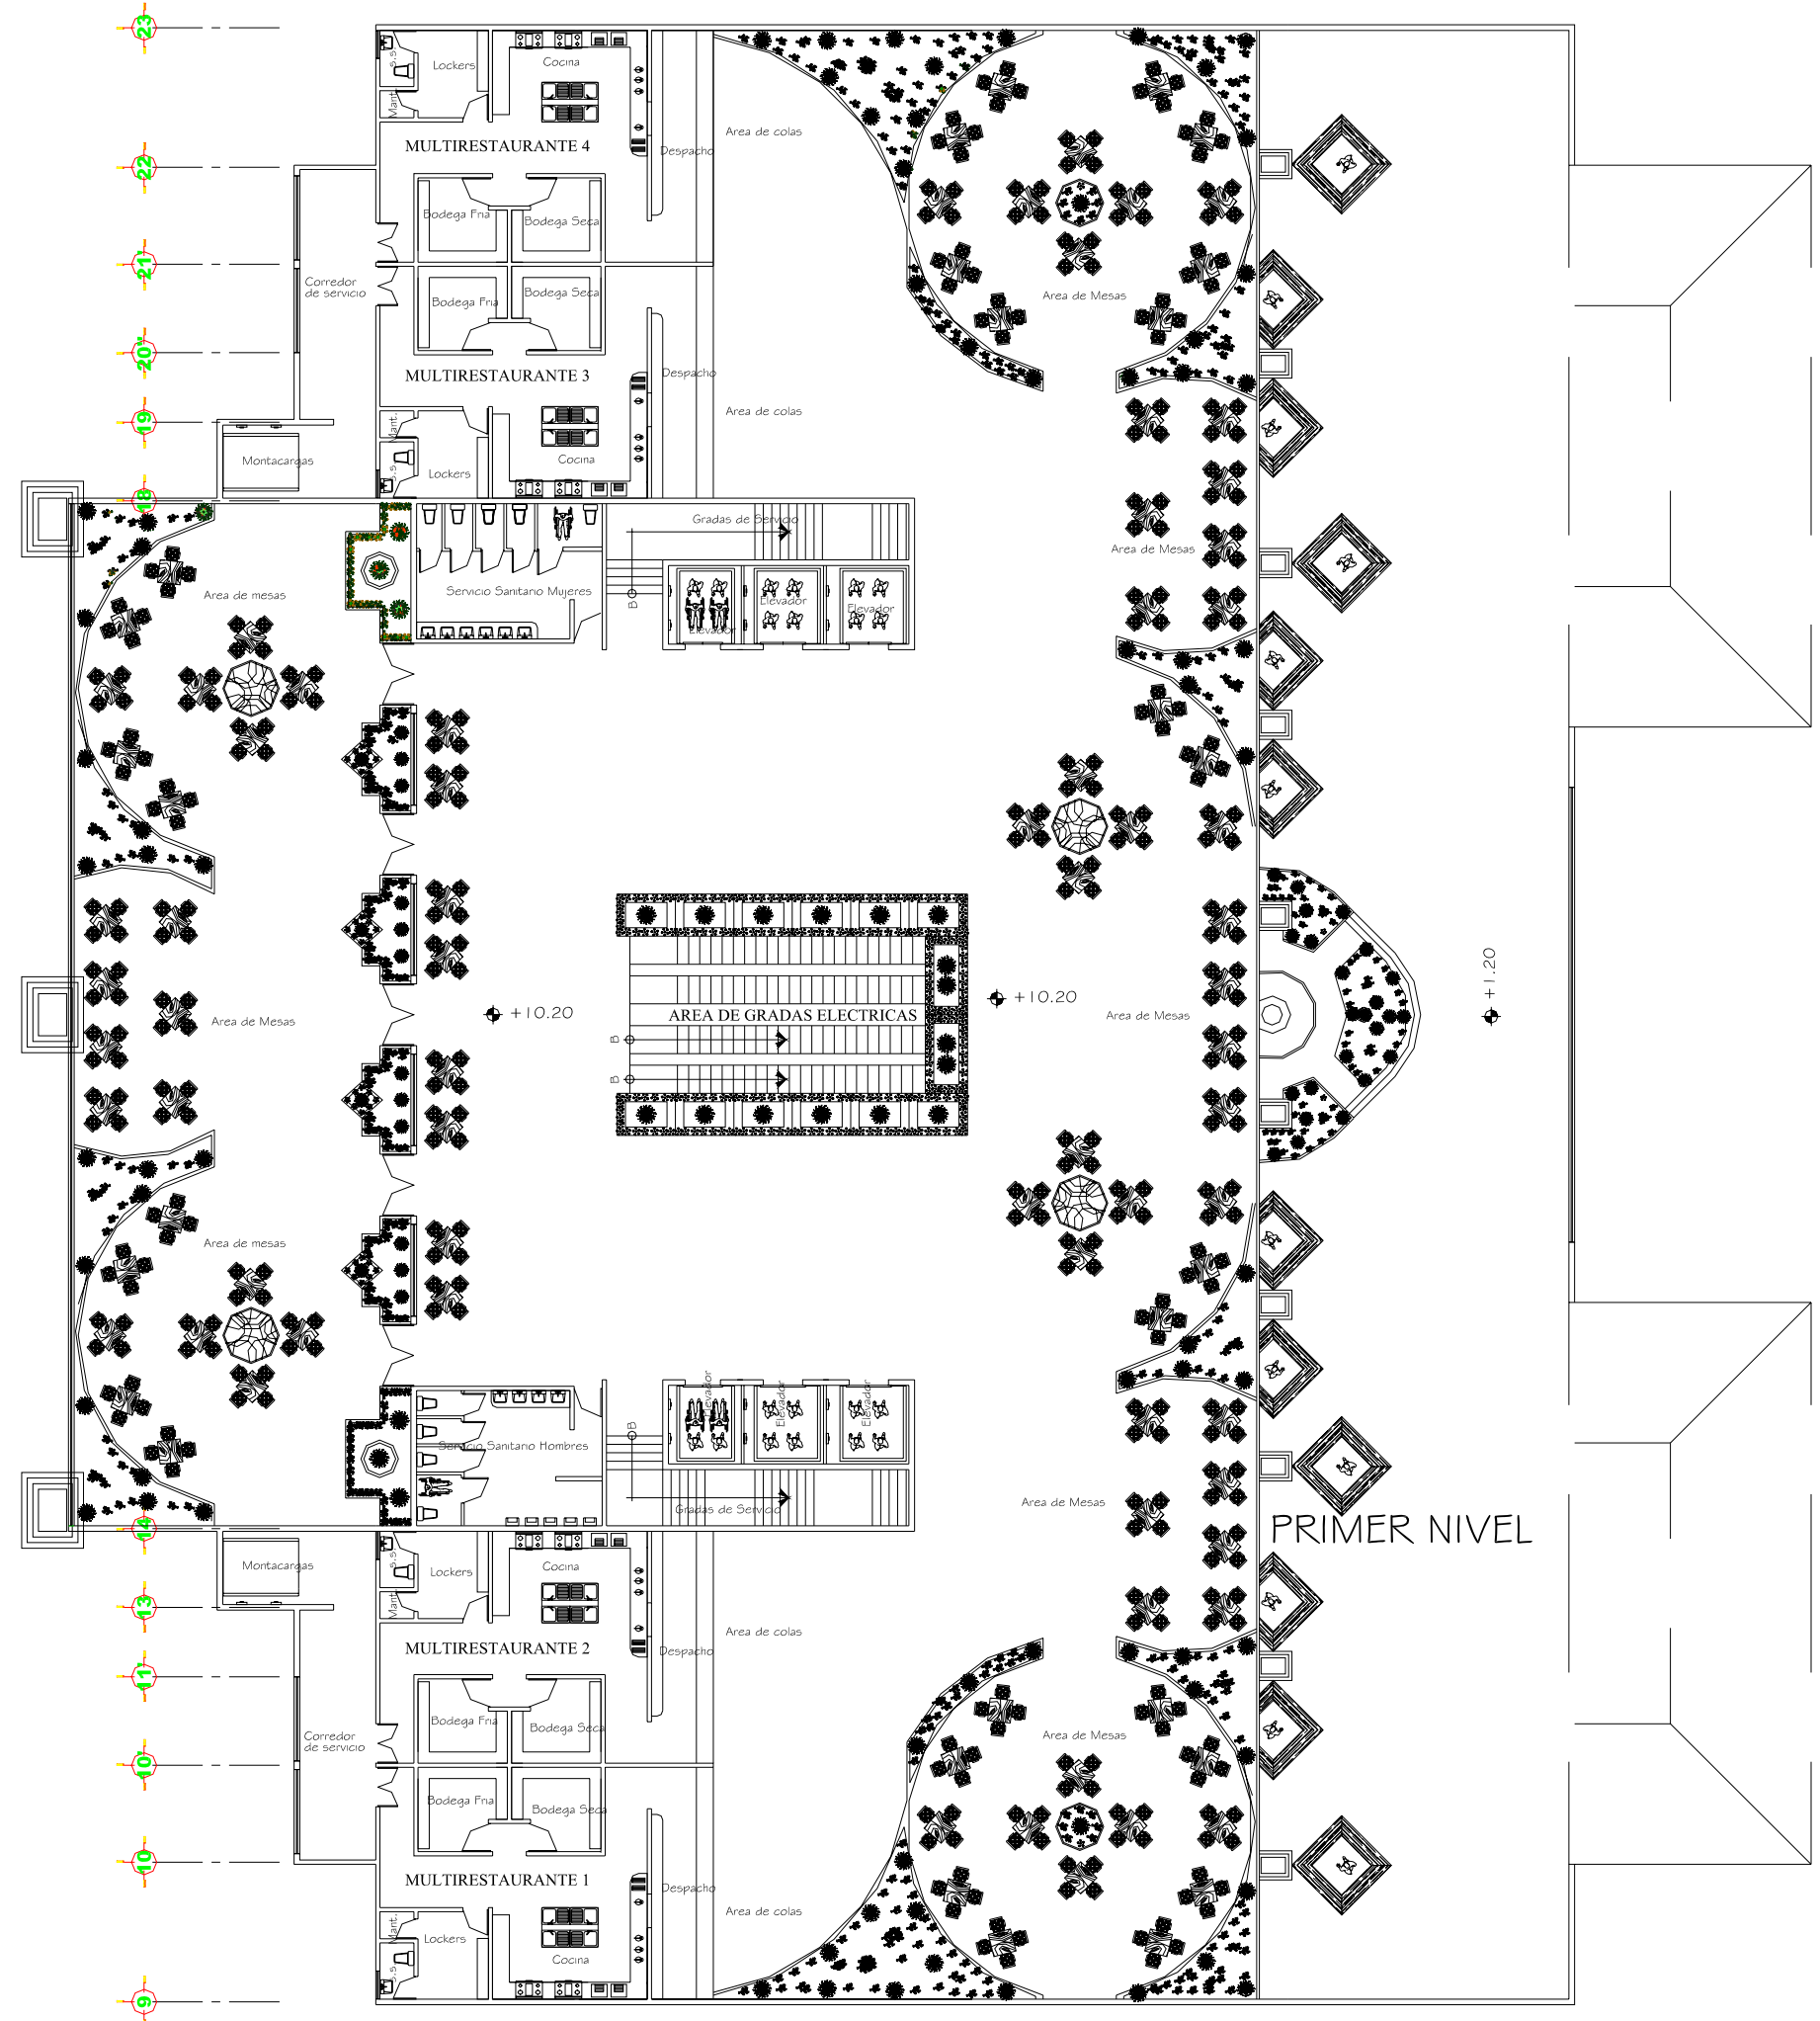 23
Lockers
Cocina
S.S
Mant.
Area de colas
MULTIRESTAURANTE 4
Despacho
22
Bodega Fria
Bodega Seca
21'
Corredor
de servicio
Bodega Fria
Bodega Seca
Area de Mesas
20"
MULTIRESTAURANTE 3
Despacho
Area de colas
19
Mant.
Montacargas
S.S
Lockers
Cocina
18
Gradas de Servicio
Area de Mesas
Area de mesas
Servicio Sanitario Mujeres
B
Elevador
Elevador
Elevador
+10.20
+10.20
+1.20
Area de Mesas
AREA DE GRADAS ELECTRICAS
Area de Mesas
B
B
Area de mesas
Elevador
Elevador
Elevador
B
Servicio Sanitario Hombres
Gradas de Servicio
Area de Mesas
14
PRIMER NIVEL
Montacargas
S.S
Lockers
Cocina
13
Mant.
Area de colas
MULTIRESTAURANTE 2
Despacho
11'
Bodega Fria
Bodega Seca
Area de Mesas
Corredor
de servicio
10'
Bodega Fria
Bodega Seca
10
MULTIRESTAURANTE 1
Despacho
Area de colas
Mant.
Lockers
Cocina
S.S
9